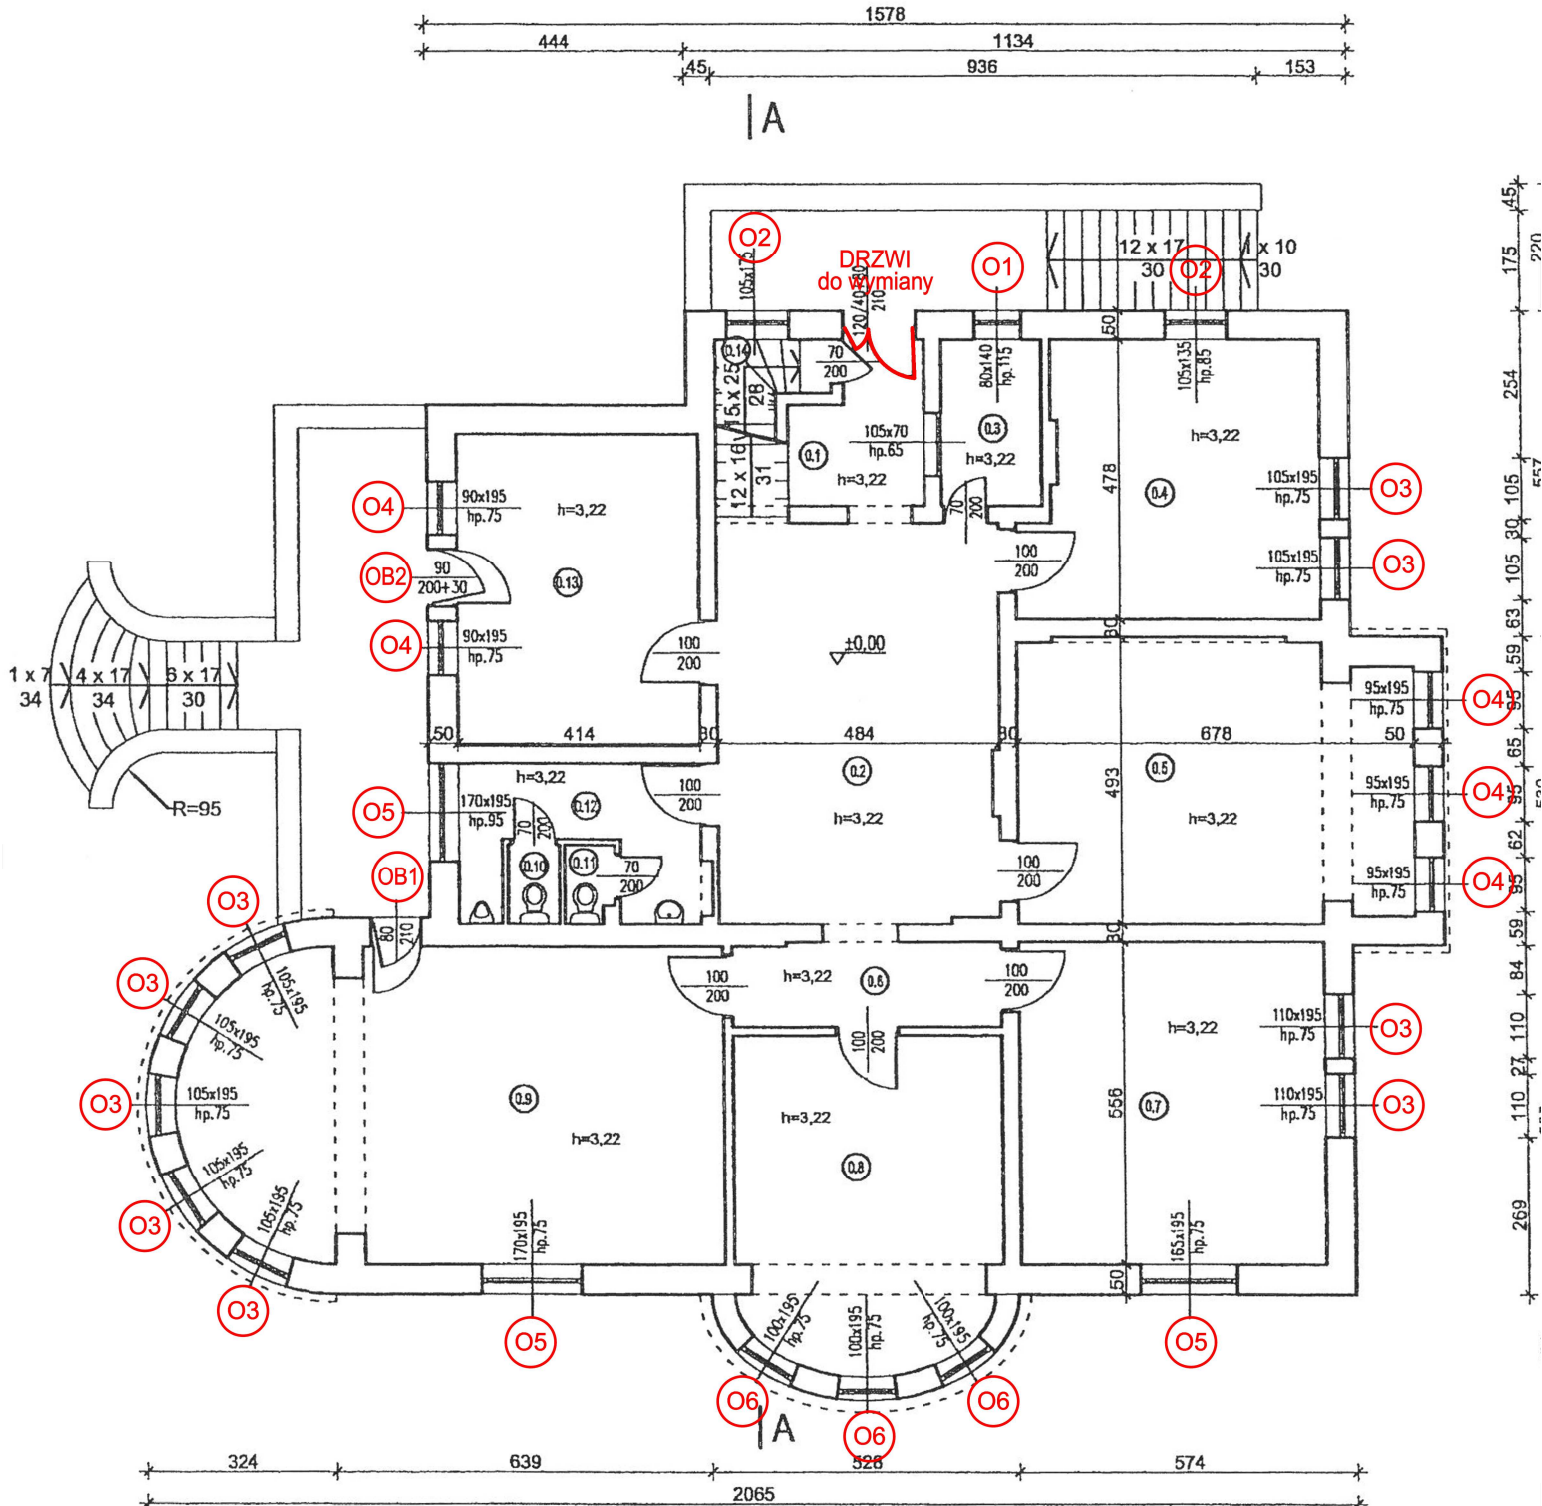 1578
444
1134
45
936
153
A
O2
DRZWI
do wymiany
O1
12 x 17
30
1 x 10
30
O2
105x175
120/40+80
210
80x140
hp.115
105x135
hp.85
50
45
175
220
254
0.14
70
200
15 x 25
28
12 x 16
31
0.1
105x70
hp.65
h=3,22
0.3
h=3,22
70
200
h=3,22
0.4
478
105x195
hp.75
O3
105x195
hp.75
O3
105
30
105
63
557
O4
90x195
hp.75
h=3,22
OB2
90
200+30
0.13
O4
90x195
hp.75
100
200
100
200
±0,00
30
59
1 x 7
34
4 x 17
34
6 x 17
30
R=95
50
414
30
484
30
678
50
95x195
hp.75
O4
95
65
0.2
h=3,22
493
0.5
h=3,22
95x195
hp.75
O4
95
62
95x195
hp.75
O4
95
59
h=3,22
0.12
100
200
O5
170x195
hp.95
70
200
0.10
0.11
70
200
100
200
OB1
80
210
30
O3
105x195
hp.75
O3
105x195
hp.75
O3
105x195
hp.75
O3
105x195
hp.75
O3
105x195
hp.75
100
200
h=3,22
0.6
100
200
100
200
84
h=3,22
110x195
hp.75
O3
110
27
110x195
hp.75
O3
110
0.9
h=3,22
h=3,22
0.8
556
0.7
269
170x195
hp.75
O5
165x195
hp.75
O5
50
100x195
hp.75
100x195
hp.75
100x195
hp.75
O6
O6
O6
A
324
639
528
574
2065